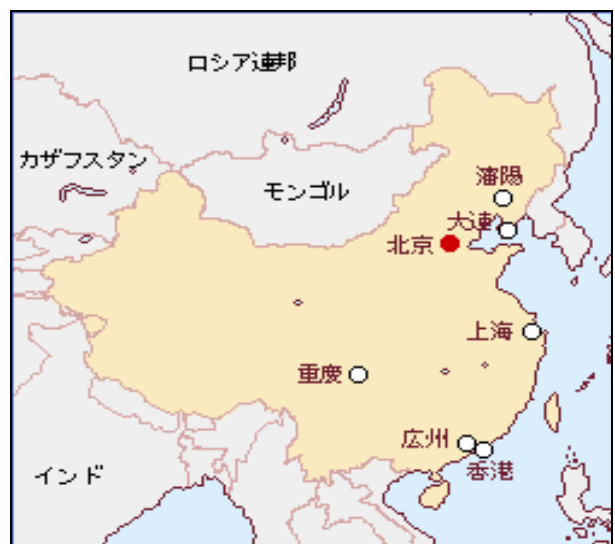 ロシア連邦
カザフスタン
モンゴル
瀋陽
大連
北京
上海
重慶
広州
香港
インド